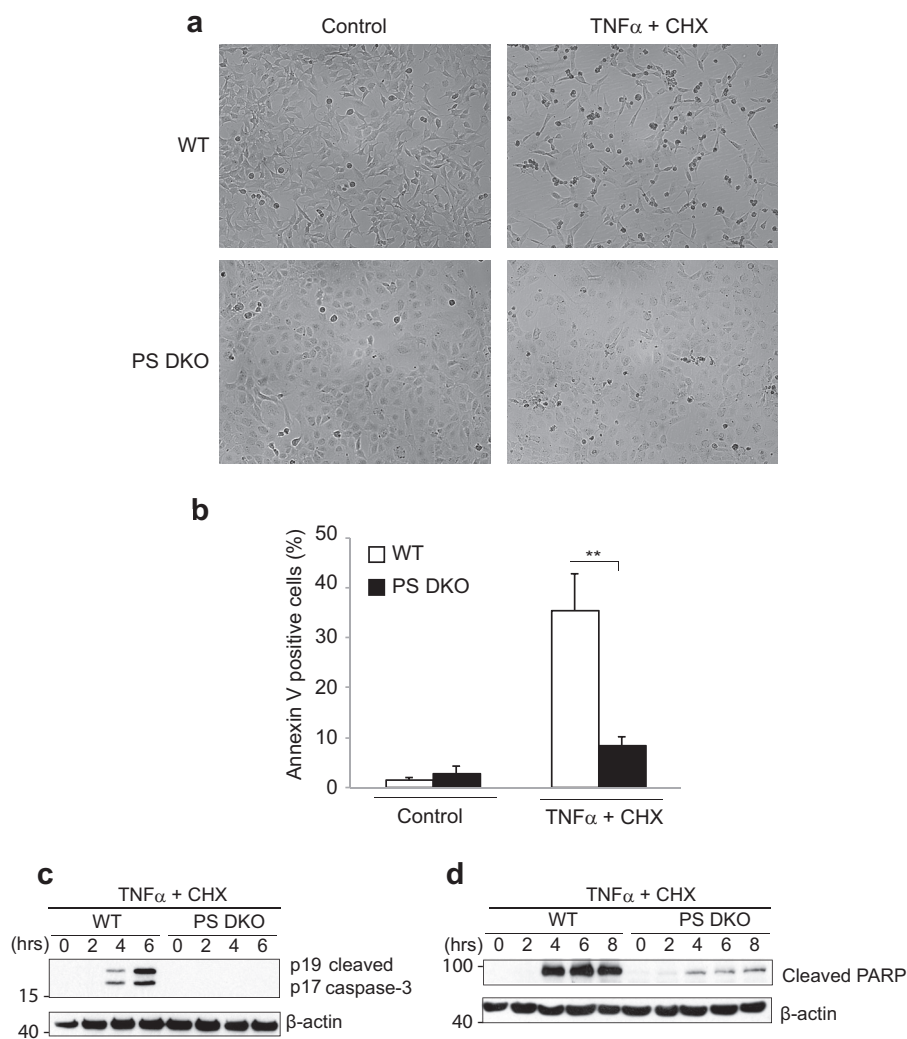 a
Control TNFα + CHX
WT
PS DKO
b
Annexin V positive cells (%)
50
40
30
20
10
0
WT
PS DKO
**
Control TNFα + CHX
c
TNFα + CHX
WT PS DKO
(hrs) 0 2 4 6 0 2 4 6
p19 cleaved
p17 caspase-3
15
40
β-actin
d
TNFα + CHX
WT PS DKO
(hrs) 0 2 4 6 8 0 2 4 6 8
100
Cleaved PARP
40
β-actin